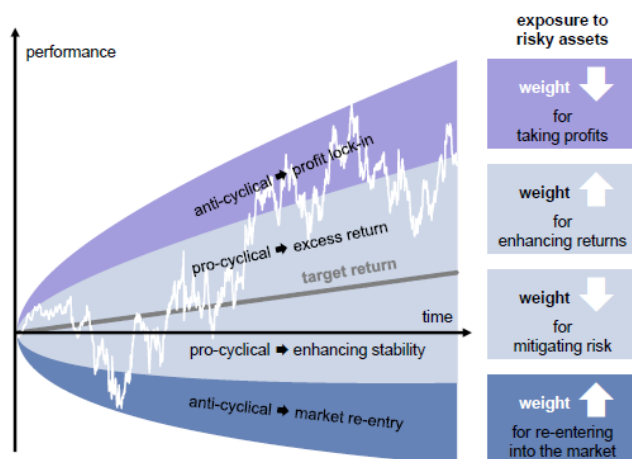 performance
exposure to
risky assets
weight
for
taking profits
anti-cyclical ➨ profit lock-in
weight
for
enhancing returns
pro-cyclical ➨ excess return
target return
time
weight
for
mitigating risk
pro-cyclical ➨ enhancing stability
anti-cyclical ➨ market re-entry
weight
for re-entering
into the market